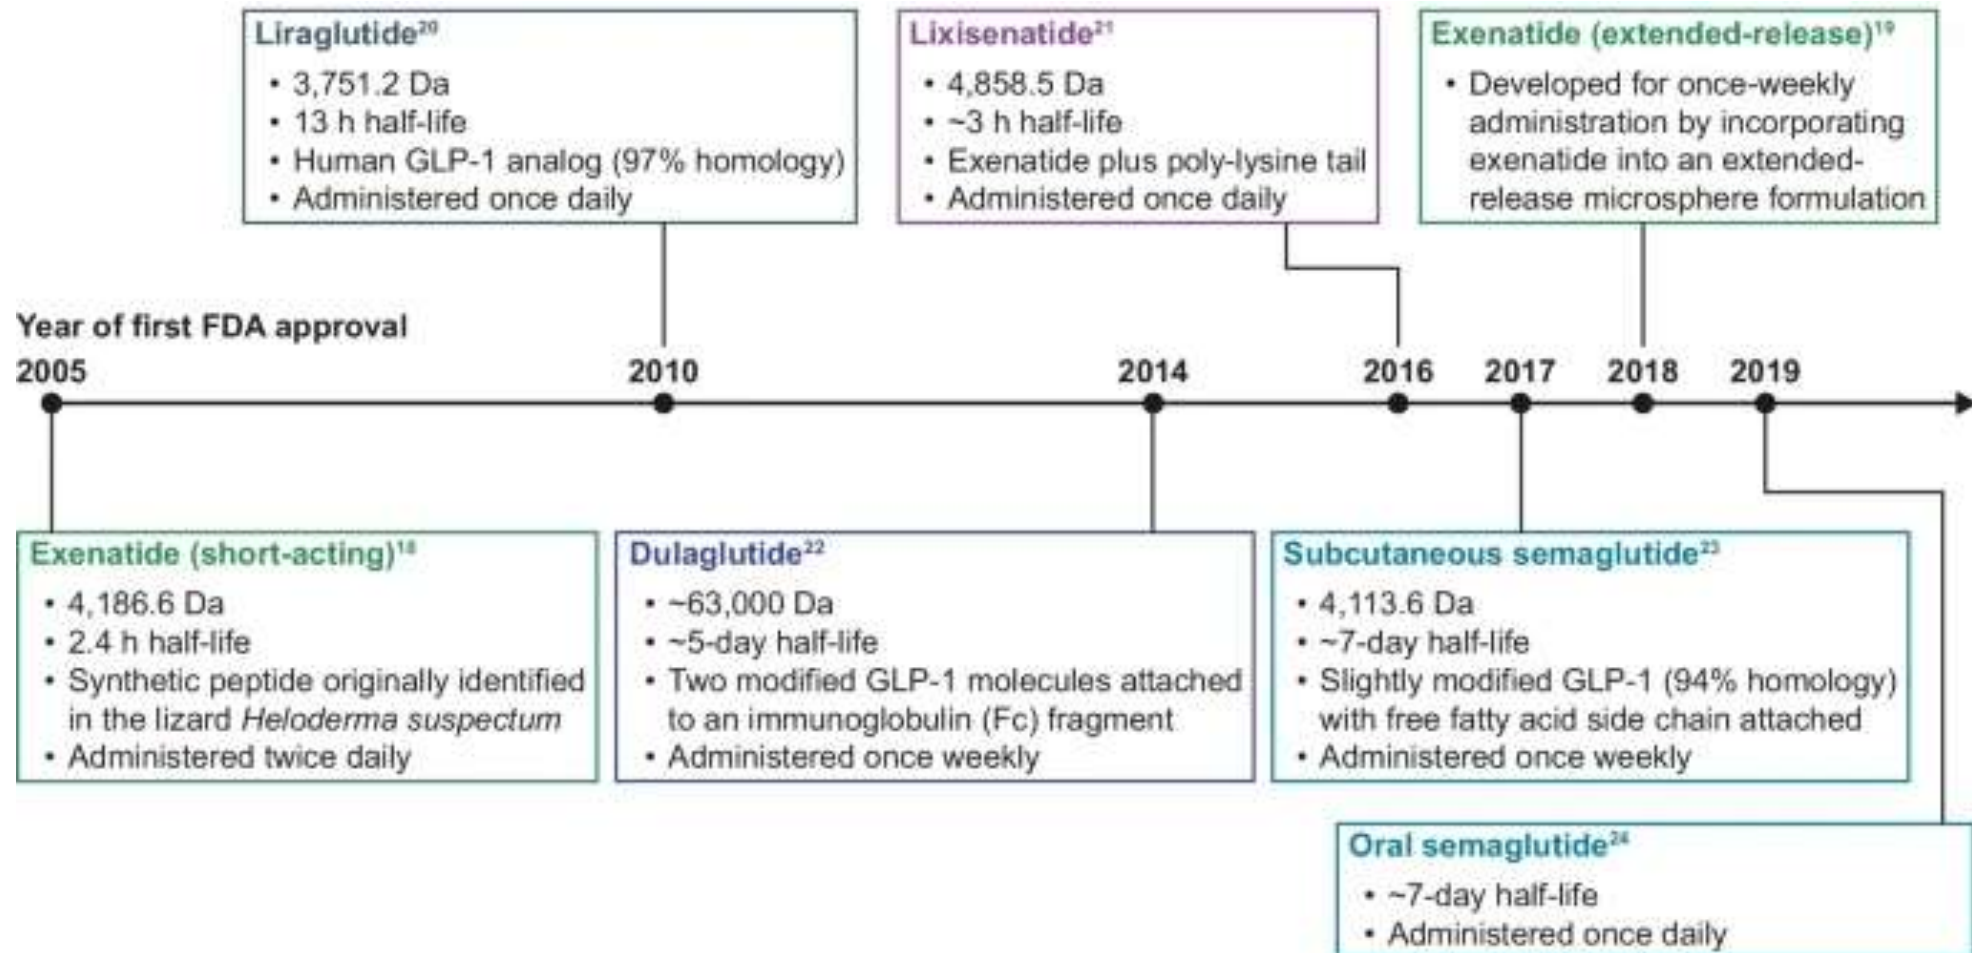 Liraglutide²⁰
• 3,751.2 Da
• 13 h half-life
• Human GLP-1 analog (97% homology)
• Administered once daily
Lixisenatide²¹
• 4,858.5 Da
• ~3 h half-life
• Exenatide plus poly-lysine tail
• Administered once daily
Exenatide (extended-release)¹⁹
• Developed for once-weekly
administration by incorporating
exenatide into an extended-
release microsphere formulation
Year of first FDA approval
2005 2010 2014 2016 2017 2018 2019
Exenatide (short-acting)¹⁸
• 4,186.6 Da
• 2.4 h half-life
• Synthetic peptide originally identified
in the lizard Heloderma suspectum
• Administered twice daily
Dulaglutide²²
• ~63,000 Da
• ~5-day half-life
• Two modified GLP-1 molecules attached
to an immunoglobulin (Fc) fragment
• Administered once weekly
Subcutaneous semaglutide²³
• 4,113.6 Da
• ~7-day half-life
• Slightly modified GLP-1 (94% homology)
with free fatty acid side chain attached
• Administered once weekly
Oral semaglutide²⁴
• ~7-day half-life
• Administered once daily